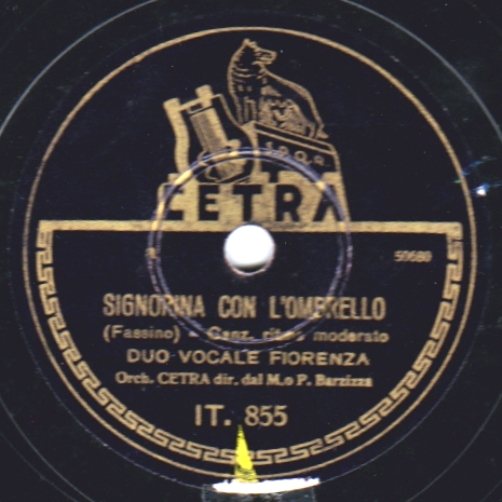 S.P.Q.R.
CETRA
50680
SIGNORINA CON L'OMBRELLO
(Fassino) - Canz. ritmo moderato
DUO VOCALE FIORENZA
Orch. CETRA dir. dal M.o P. Barzizza
IT. 855